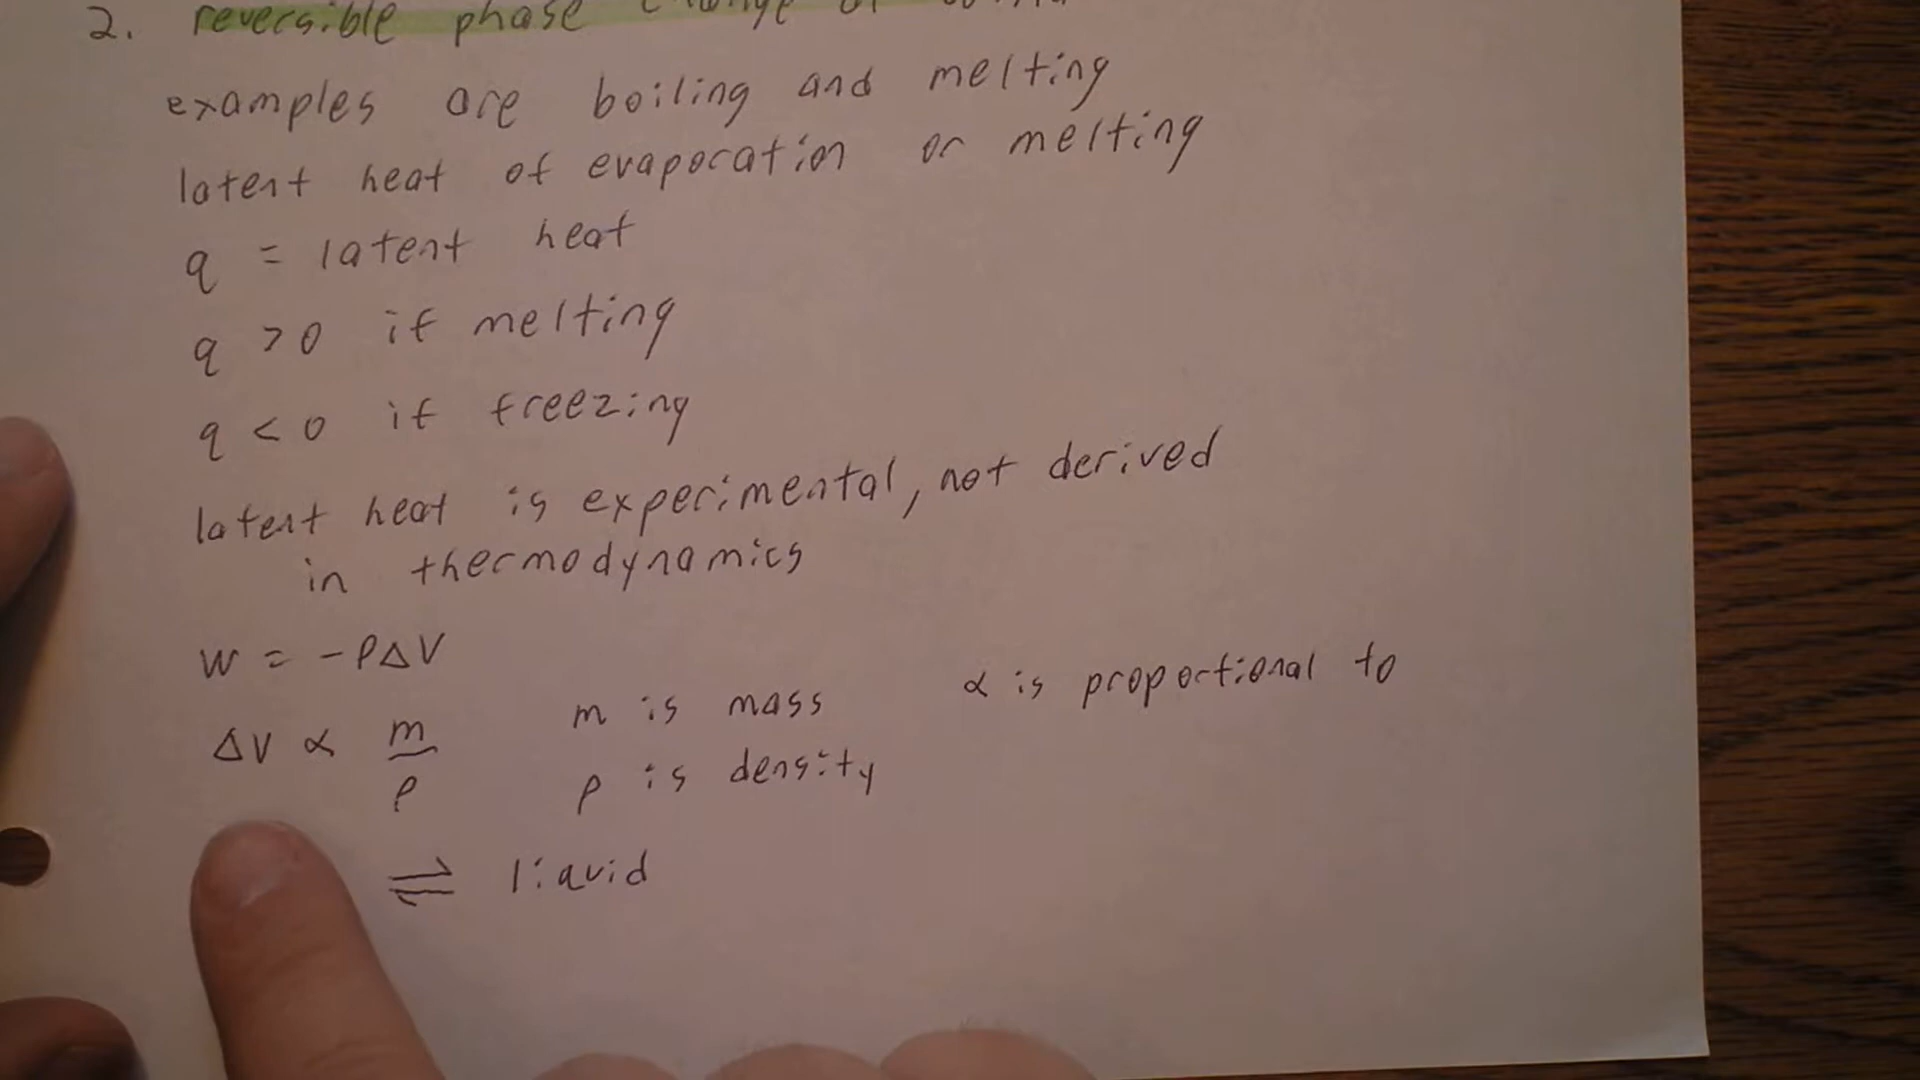 2. reversible phase change of
examples are boiling and melting
latent heat of evaporation or melting
q = latent heat
q > 0 if melting
q < 0 if freezing
latent heat is experimental, not derived
in thermodynamics
w = -PΔV
ΔV ∝ m/ρ
m is mass
ρ is density
∝ is proportional to
⇌ liquid